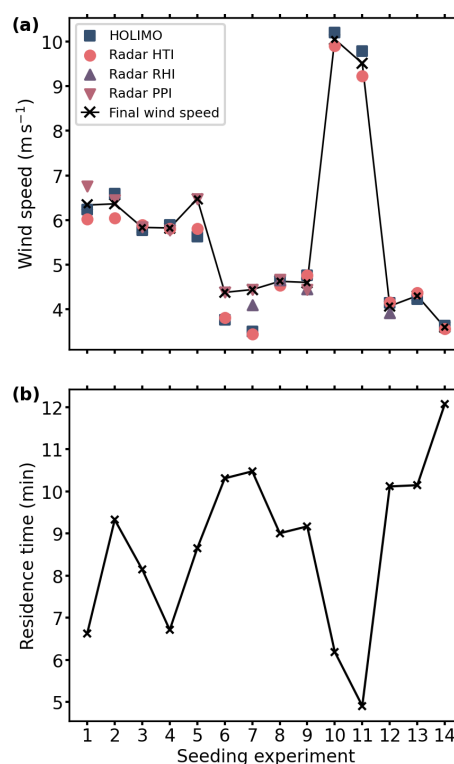 (a)
HOLIMO
Radar HTI
Radar RHI
Radar PPI
Final wind speed
Wind speed (m s⁻¹)
10
9
8
7
6
5
4
(b)
Residence time (min)
12
11
10
9
8
7
6
5
1 2 3 4 5 6 7 8 9 10 11 12 13 14
Seeding experiment